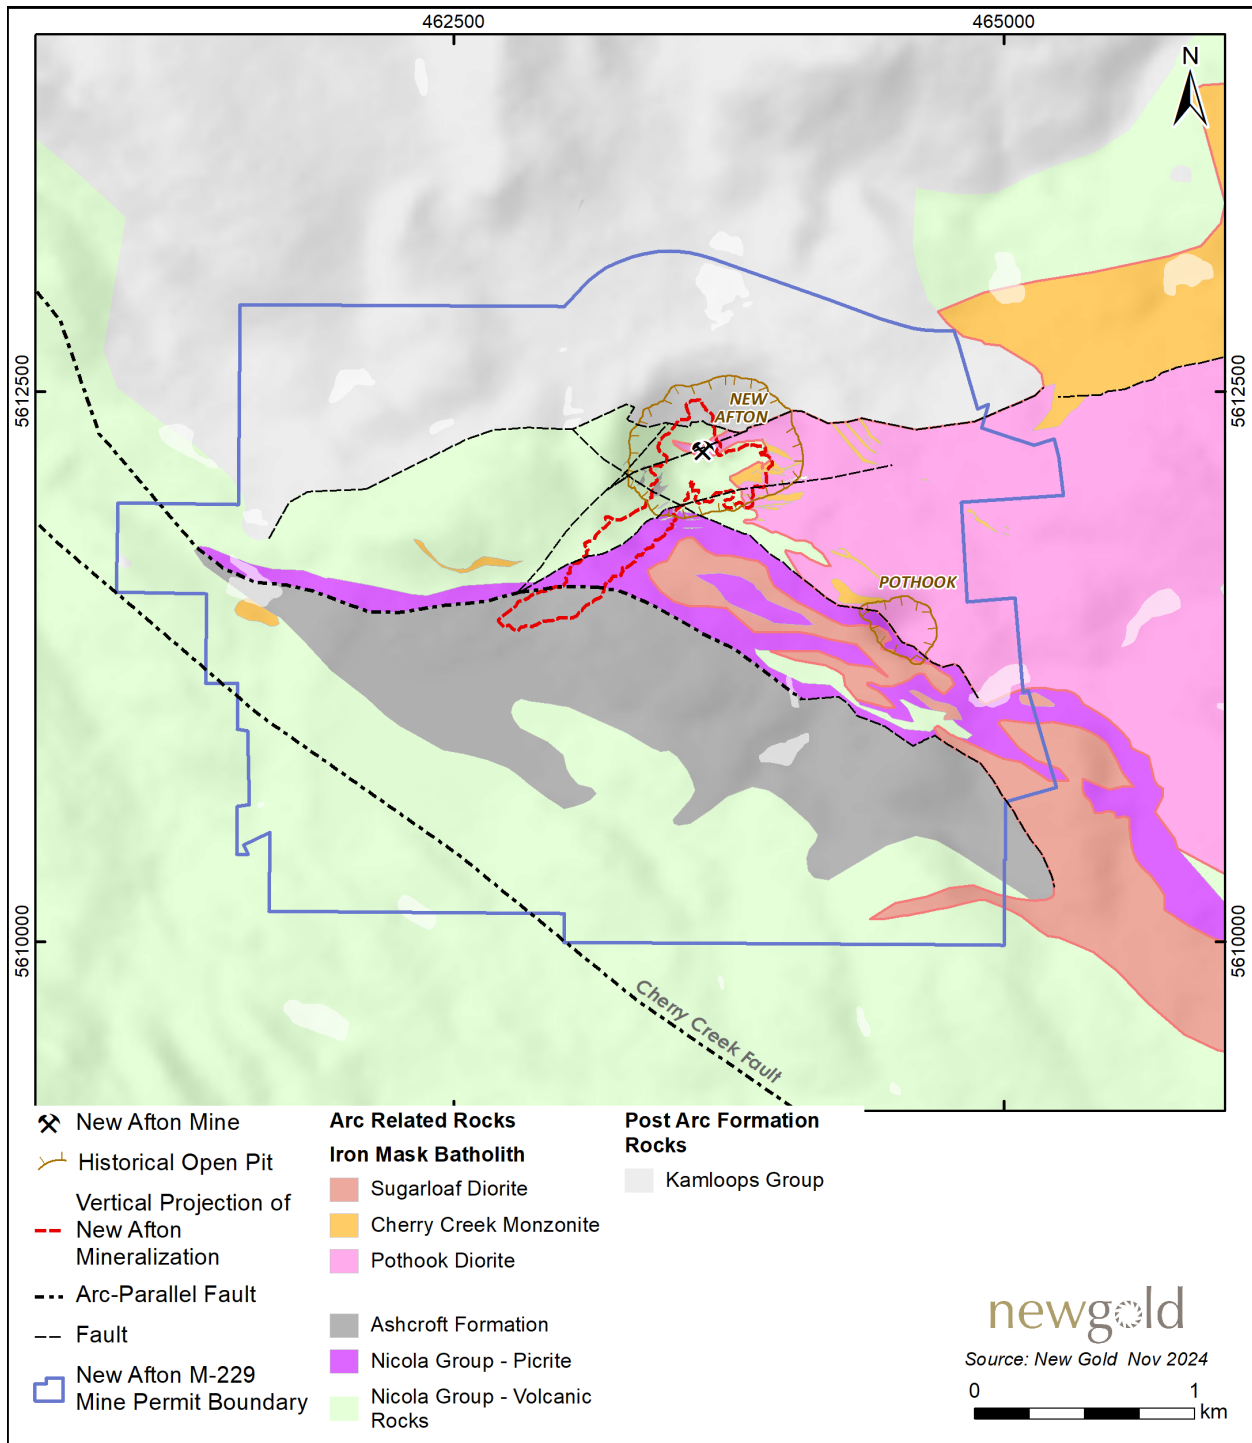 462500
465000
N
5612500
5612500
NEW
AFTON
POTHOOK
5610000
5610000
Cherry Creek Fault
New Afton Mine
Historical Open Pit
Vertical Projection of
New Afton
Mineralization
Arc-Parallel Fault
Fault
New Afton M-229
Mine Permit Boundary
Arc Related Rocks
Iron Mask Batholith
Sugarloaf Diorite
Cherry Creek Monzonite
Pothook Diorite
Ashcroft Formation
Nicola Group - Picrite
Nicola Group - Volcanic
Rocks
Post Arc Formation
Rocks
Kamloops Group
newgold
Source: New Gold Nov 2024
0 1
km